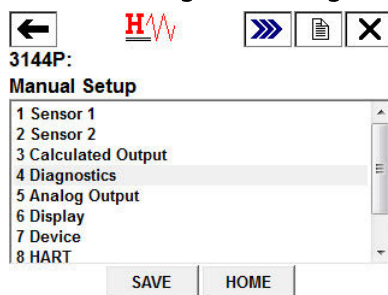 H
3144P:
Manual Setup
1 Sensor 1
2 Sensor 2
3 Calculated Output
4 Diagnostics
5 Analog Output
6 Display
7 Device
8 HART
SAVE HOME